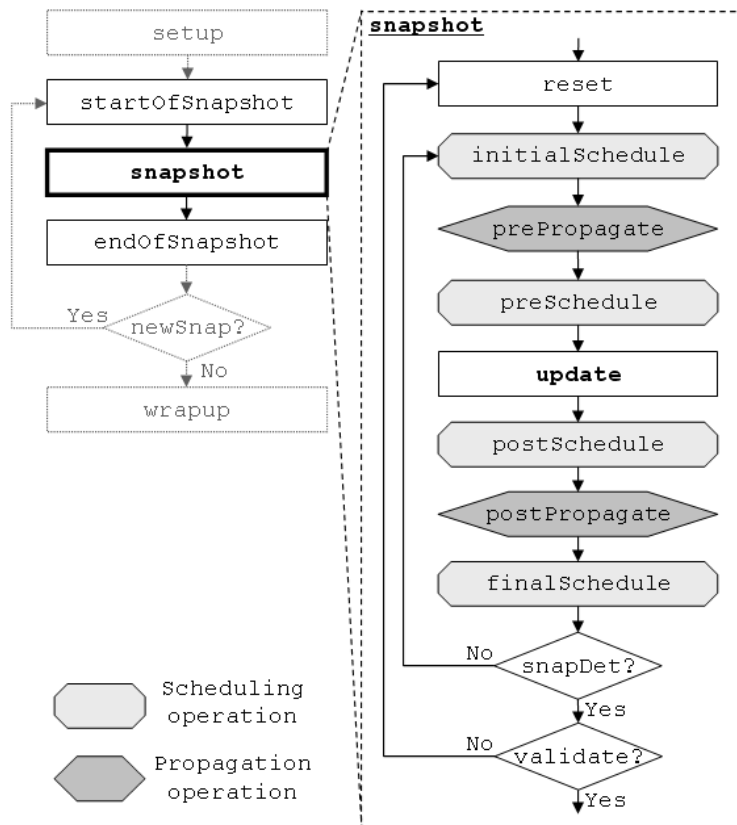 setup
startOfSnapshot
snapshot
endOfSnapshot
newSnap?
Yes
No
wrapup
Scheduling
operation
Propagation
operation
snapshot
reset
initialSchedule
prePropagate
preSchedule
update
postSchedule
postPropagate
finalSchedule
No
snapDet?
Yes
No
validate?
Yes